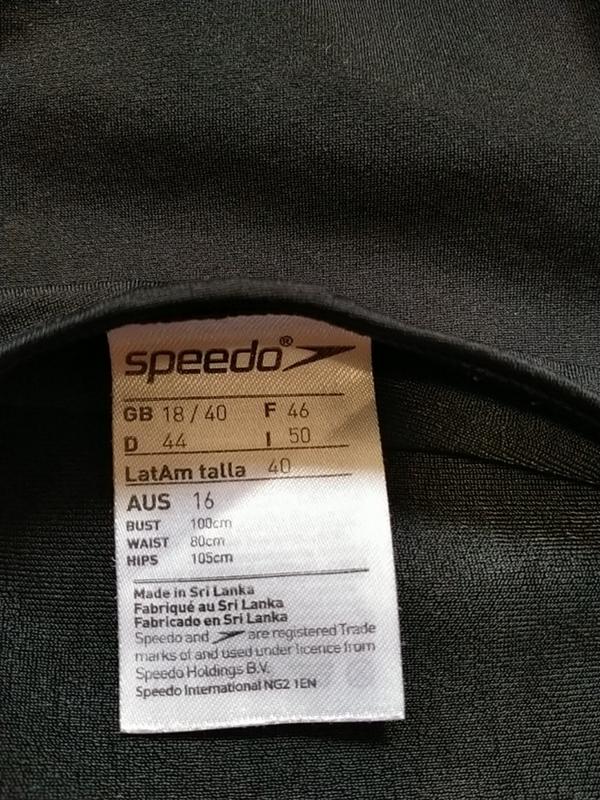 speedo®
GB 18 / 40 F 46
D 44 I 50
LatAm talla 40
AUS 16
BUST 100cm
WAIST 80cm
HIPS 105cm
Made in Sri Lanka
Fabriqué au Sri Lanka
Fabricado en Sri Lanka
Speedo and are registered Trade
marks of and used under licence from
Speedo Holdings B.V.
Speedo International NG2 1EN